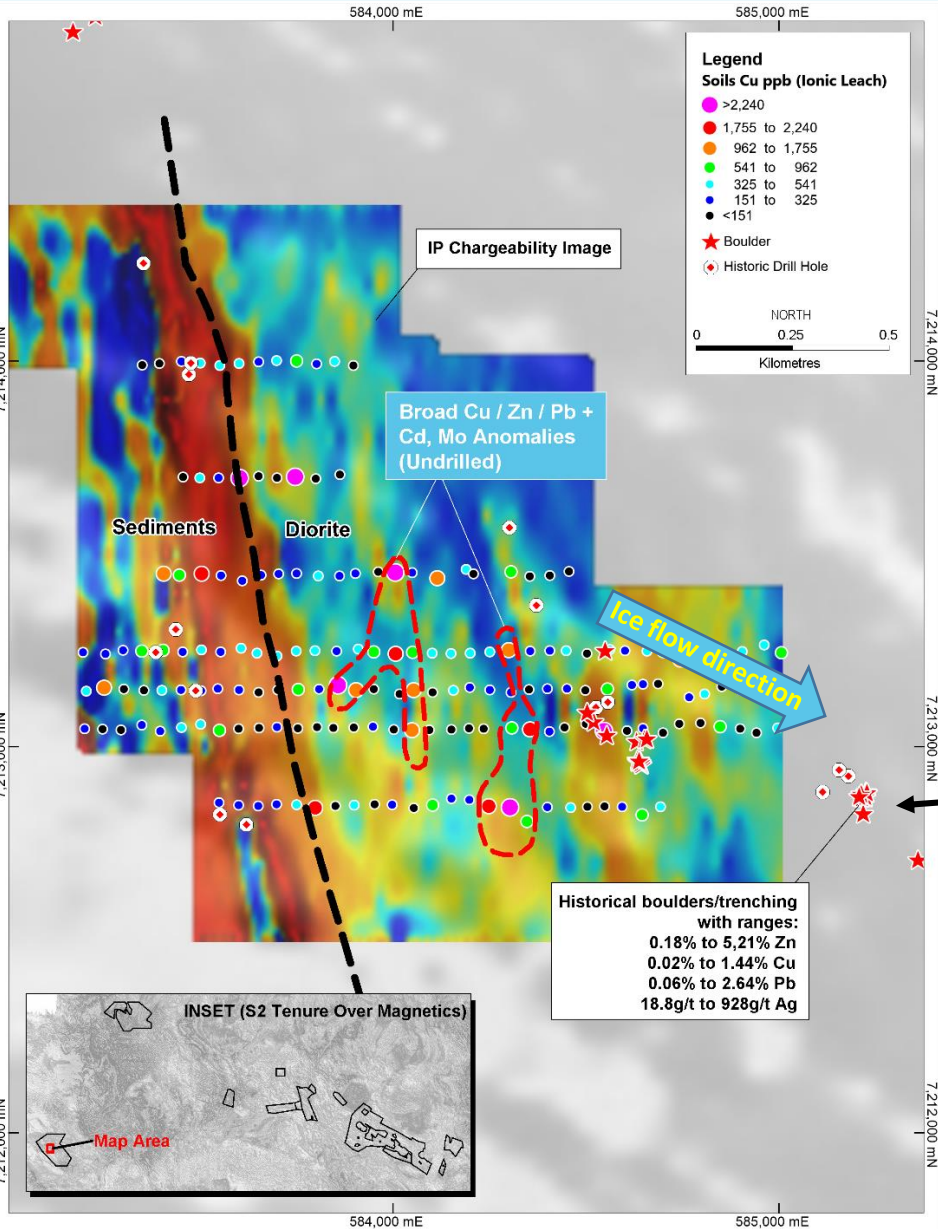 584,000 mE
585,000 mE
Legend
Soils Cu ppb (Ionic Leach)
>2,240
1,755 to 2,240
962 to 1,755
541 to 962
325 to 541
151 to 325
<151
Boulder
Historic Drill Hole
NORTH
0 0.25 0.5
Kilometres
IP Chargeability Image
7,214,000 mN
7,214,000 mN
Broad Cu / Zn / Pb +
Cd, Mo Anomalies
(Undrilled)
Sediments
Diorite
Ice flow direction
7,213,000 mN
7,213,000 mN
Historical boulders/trenching
with ranges:
0.18% to 5,21% Zn
0.02% to 1.44% Cu
0.06% to 2.64% Pb
18.8g/t to 928g/t Ag
INSET (S2 Tenure Over Magnetics)
Map Area
7,212,000 mN
7,212,000 mN
584,000 mE
585,000 mE